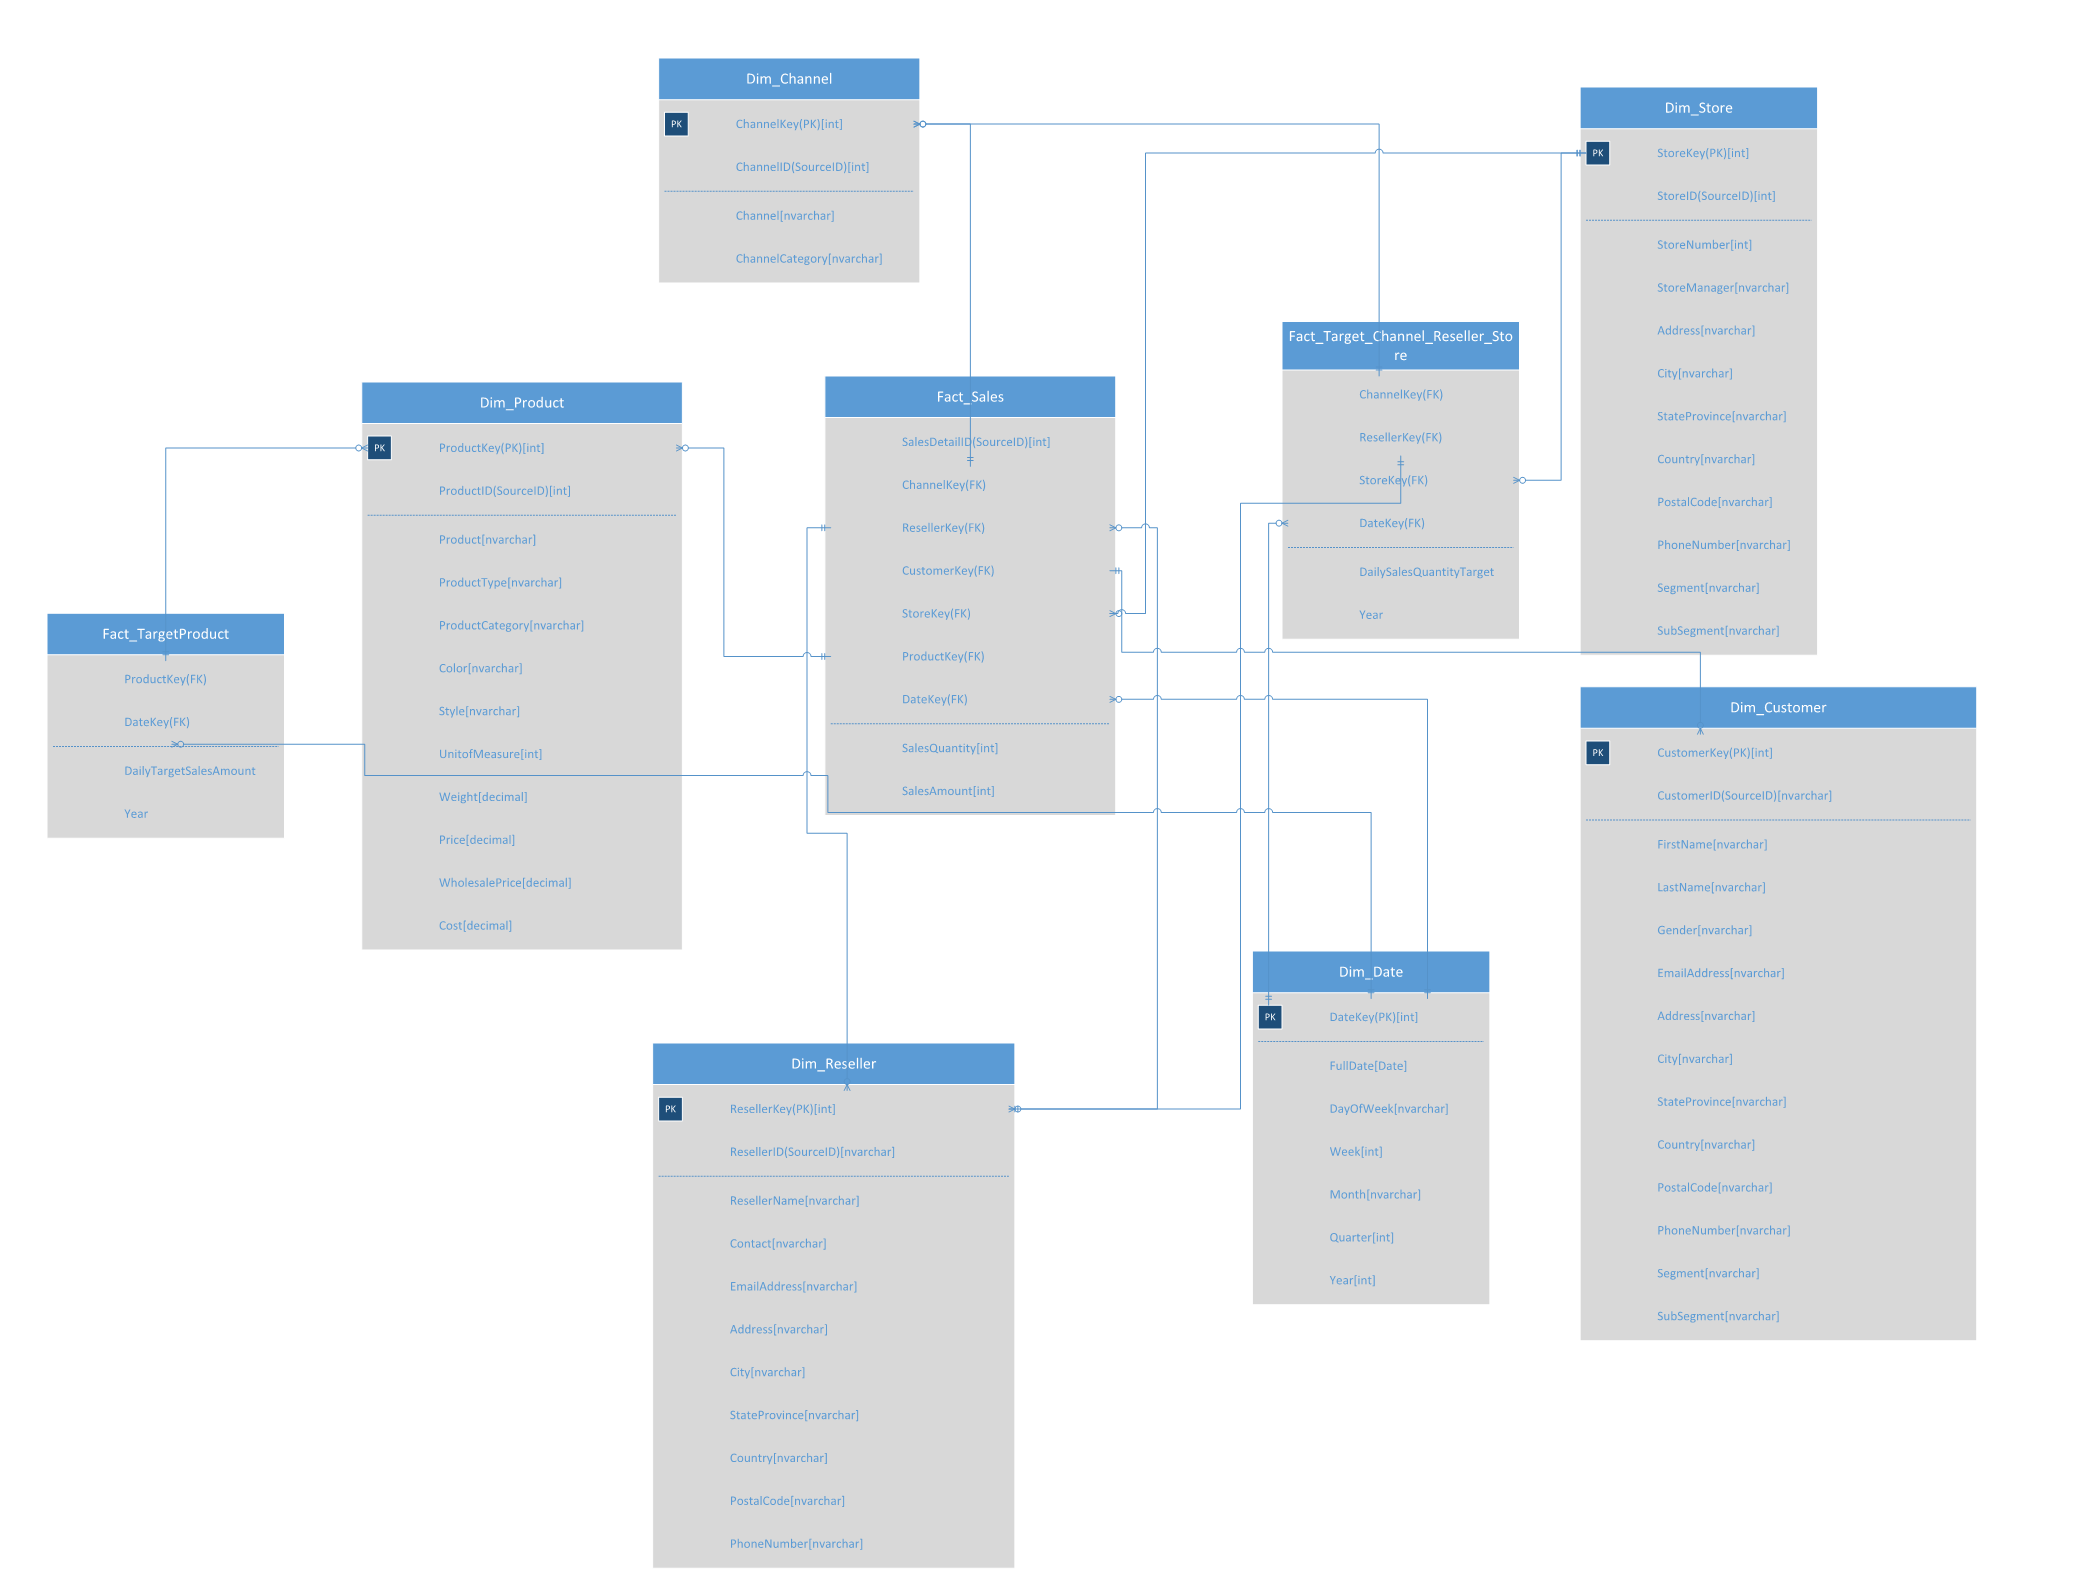 Dim_Channel
PK
ChannelKey(PK)[int]
ChannelID(SourceID)[int]
Channel[nvarchar]
ChannelCategory[nvarchar]
Dim_Store
PK
StoreKey(PK)[int]
StoreID(SourceID)[int]
StoreNumber[int]
StoreManager[nvarchar]
Address[nvarchar]
City[nvarchar]
StateProvince[nvarchar]
Country[nvarchar]
PostalCode[nvarchar]
PhoneNumber[nvarchar]
Segment[nvarchar]
SubSegment[nvarchar]
Fact_Target_Channel_Reseller_Sto
re
ChannelKey(FK)
ResellerKey(FK)
StoreKey(FK)
DateKey(FK)
DailySalesQuantityTarget
Year
Dim_Product
PK
ProductKey(PK)[int]
ProductID(SourceID)[int]
Product[nvarchar]
ProductType[nvarchar]
ProductCategory[nvarchar]
Color[nvarchar]
Style[nvarchar]
UnitofMeasure[int]
Weight[decimal]
Price[decimal]
WholesalePrice[decimal]
Cost[decimal]
Fact_Sales
SalesDetailID(SourceID)[int]
ChannelKey(FK)
ResellerKey(FK)
CustomerKey(FK)
StoreKey(FK)
ProductKey(FK)
DateKey(FK)
SalesQuantity[int]
SalesAmount[int]
Fact_TargetProduct
ProductKey(FK)
DateKey(FK)
DailyTargetSalesAmount
Year
Dim_Customer
PK
CustomerKey(PK)[int]
CustomerID(SourceID)[nvarchar]
FirstName[nvarchar]
LastName[nvarchar]
Gender[nvarchar]
EmailAddress[nvarchar]
Address[nvarchar]
City[nvarchar]
StateProvince[nvarchar]
Country[nvarchar]
PostalCode[nvarchar]
PhoneNumber[nvarchar]
Segment[nvarchar]
SubSegment[nvarchar]
Dim_Date
PK
DateKey(PK)[int]
FullDate[Date]
DayOfWeek[nvarchar]
Week[int]
Month[nvarchar]
Quarter[int]
Year[int]
Dim_Reseller
PK
ResellerKey(PK)[int]
ResellerID(SourceID)[nvarchar]
ResellerName[nvarchar]
Contact[nvarchar]
EmailAddress[nvarchar]
Address[nvarchar]
City[nvarchar]
StateProvince[nvarchar]
Country[nvarchar]
PostalCode[nvarchar]
PhoneNumber[nvarchar]